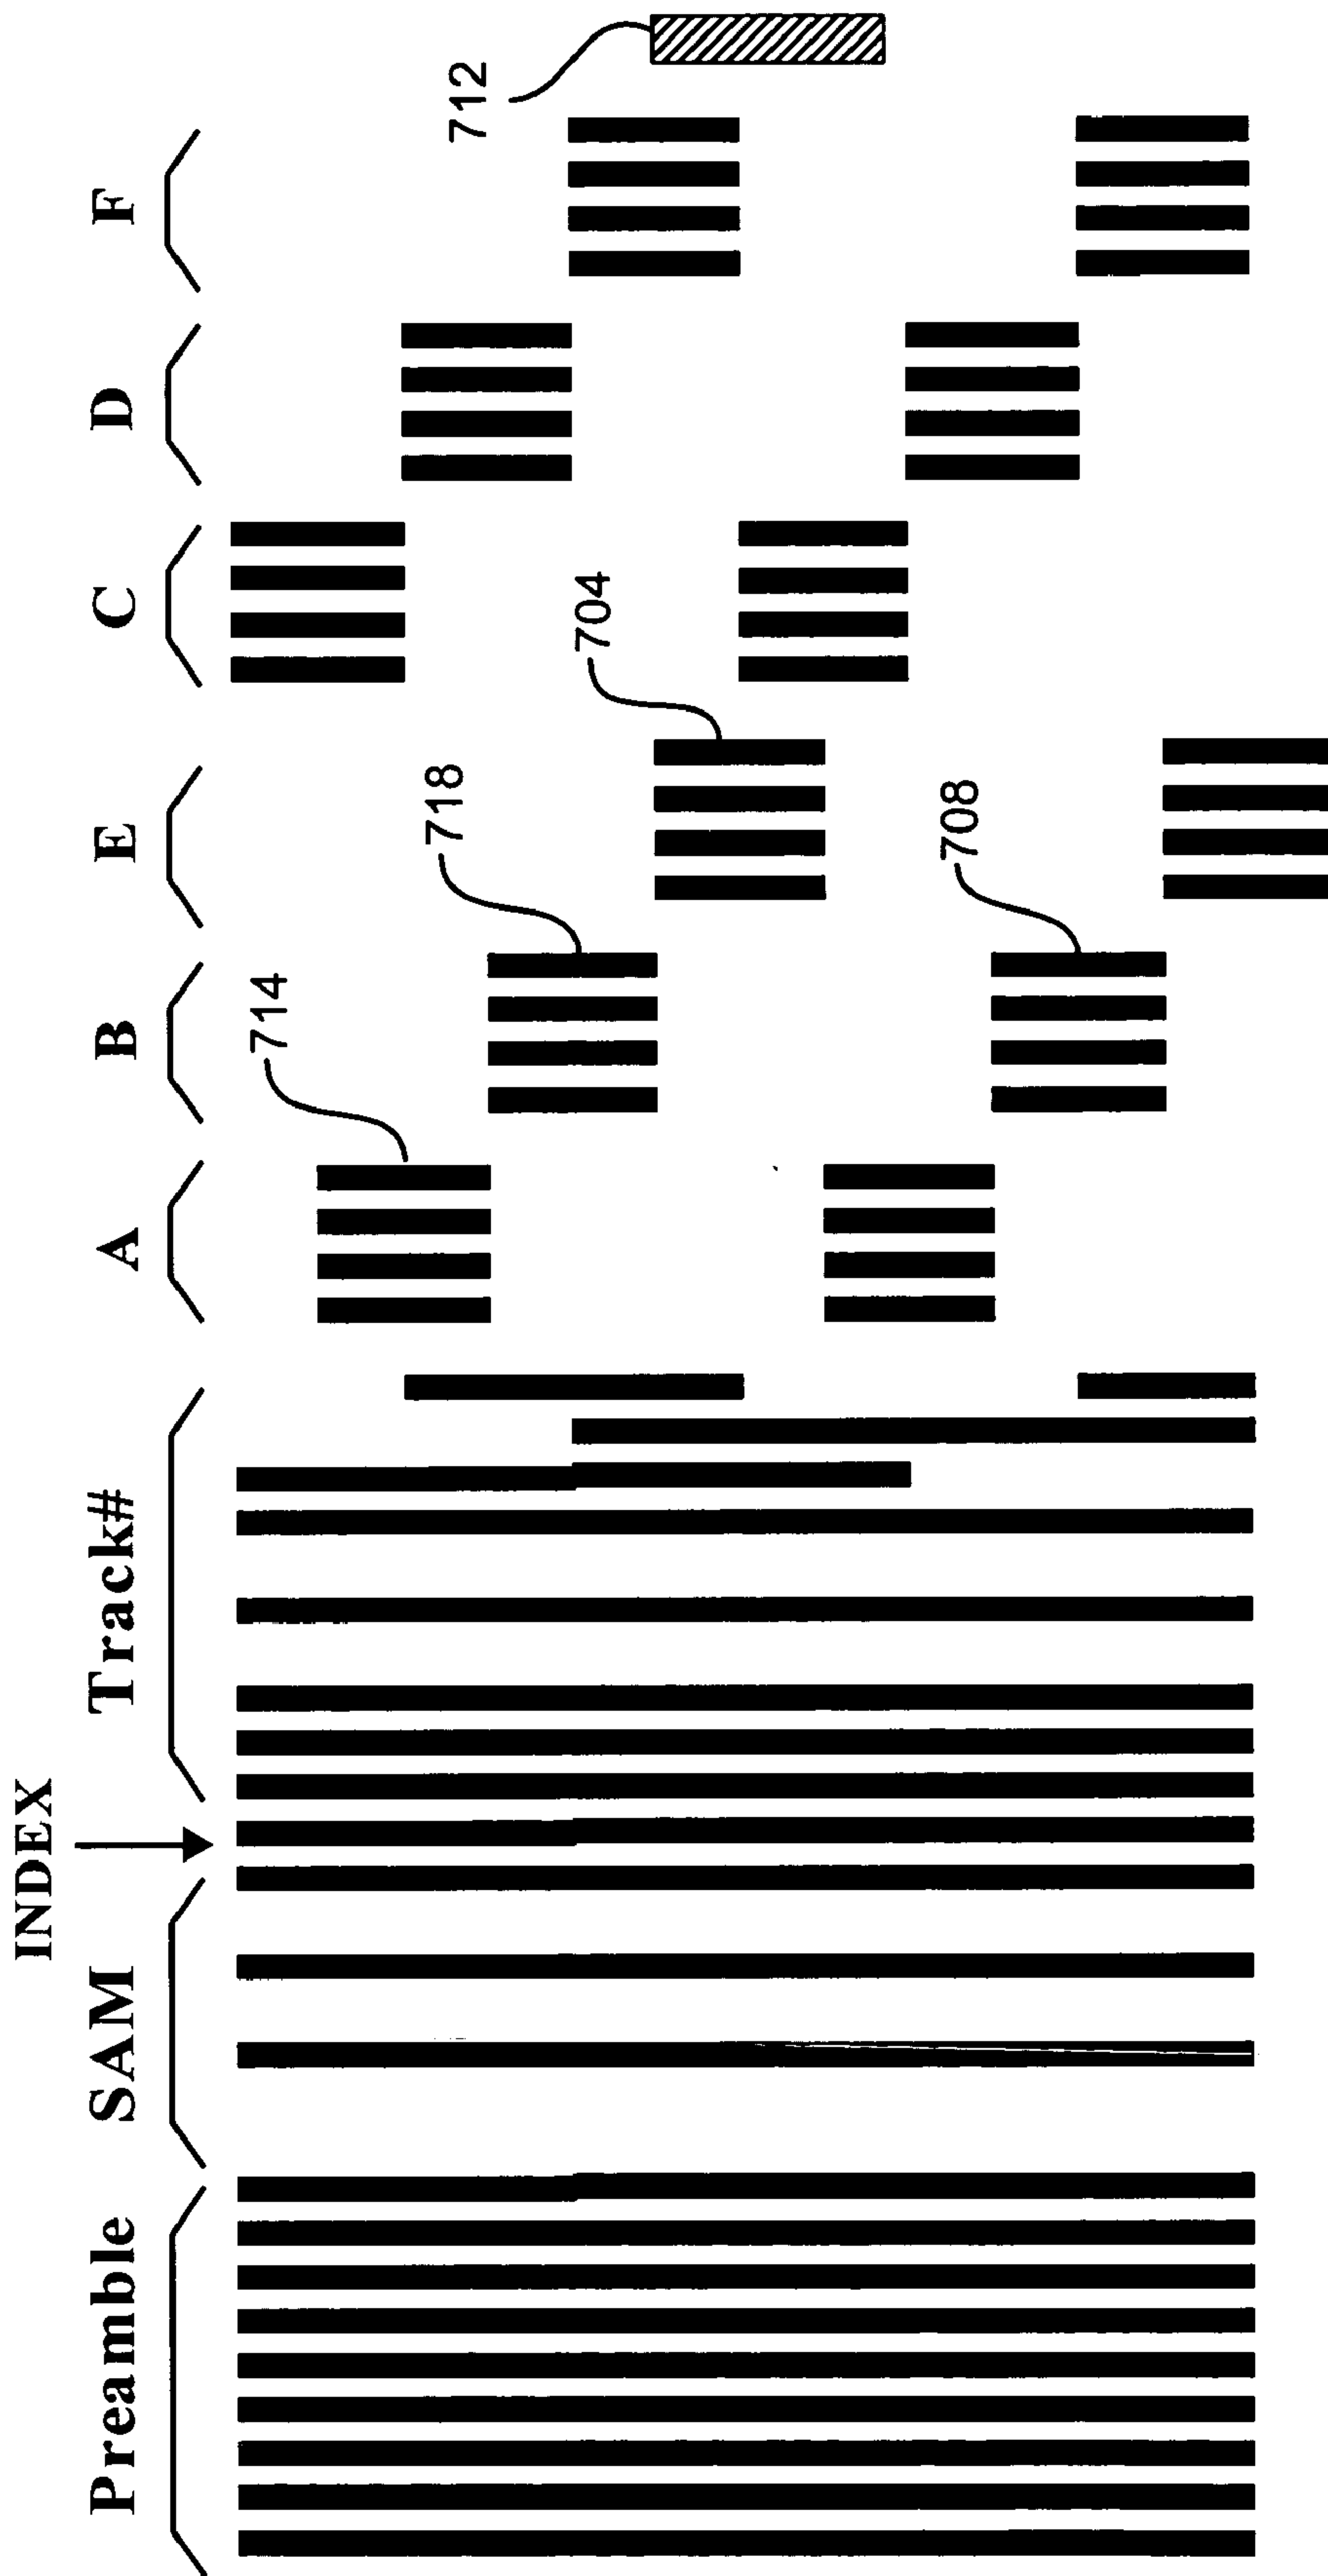 INDEX
Preamble SAM Track# A B E C D F
714
718
708
704
712